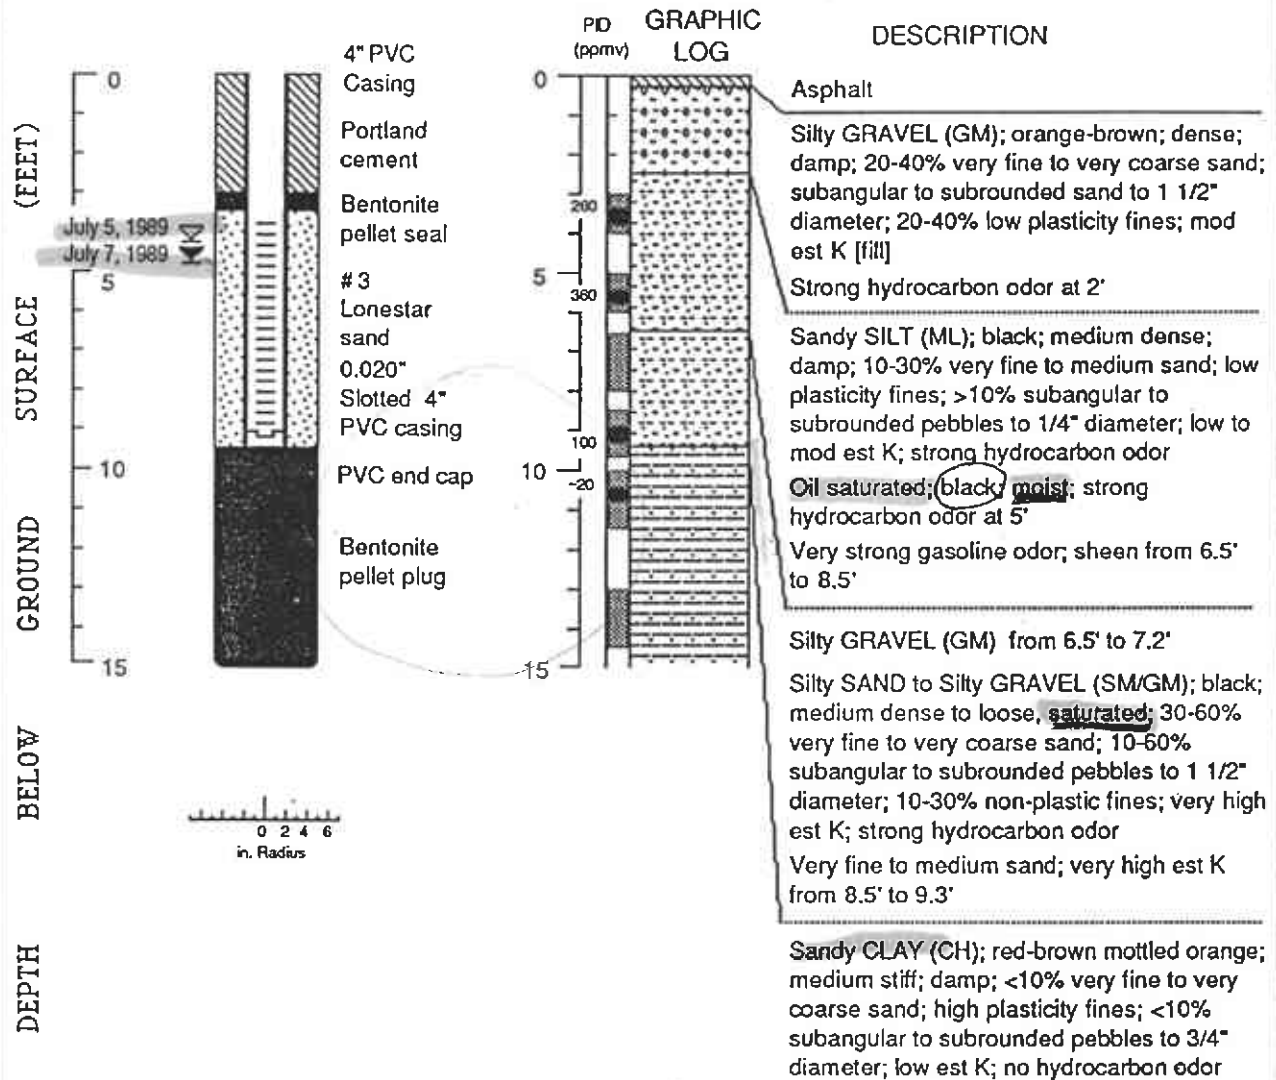 DEPTH BELOW GROUND SURFACE (FEET)
0
5
10
15
July 5, 1989
July 7, 1989
4" PVC
Casing
Portland
cement
Bentonite
pellet seal
#3
Lonestar
sand
0.020"
Slotted 4"
PVC casing
PVC end cap
Bentonite
pellet plug
0 2 4 6
in. Radius
PID
(ppmv)
GRAPHIC
LOG
0
260
5
360
100
10
~20
15
DESCRIPTION
Asphalt
Silty GRAVEL (GM); orange-brown; dense;
damp; 20-40% very fine to very coarse sand;
subangular to subrounded sand to 1 1/2"
diameter; 20-40% low plasticity fines; mod
est K [fill]
Strong hydrocarbon odor at 2'
Sandy SILT (ML); black; medium dense;
damp; 10-30% very fine to medium sand; low
plasticity fines; >10% subangular to
subrounded pebbles to 1/4" diameter; low to
mod est K; strong hydrocarbon odor
Oil saturated; black; moist; strong
hydrocarbon odor at 5'
Very strong gasoline odor; sheen from 6.5'
to 8.5'
Silty GRAVEL (GM) from 6.5' to 7.2'
Silty SAND to Silty GRAVEL (SM/GM); black;
medium dense to loose, saturated; 30-60%
very fine to very coarse sand; 10-60%
subangular to subrounded pebbles to 1 1/2"
diameter; 10-30% non-plastic fines; very high
est K; strong hydrocarbon odor
Very fine to medium sand; very high est K
from 8.5' to 9.3'
Sandy CLAY (CH); red-brown mottled orange;
medium stiff; damp; <10% very fine to very
coarse sand; high plasticity fines; <10%
subangular to subrounded pebbles to 3/4"
diameter; low est K; no hydrocarbon odor